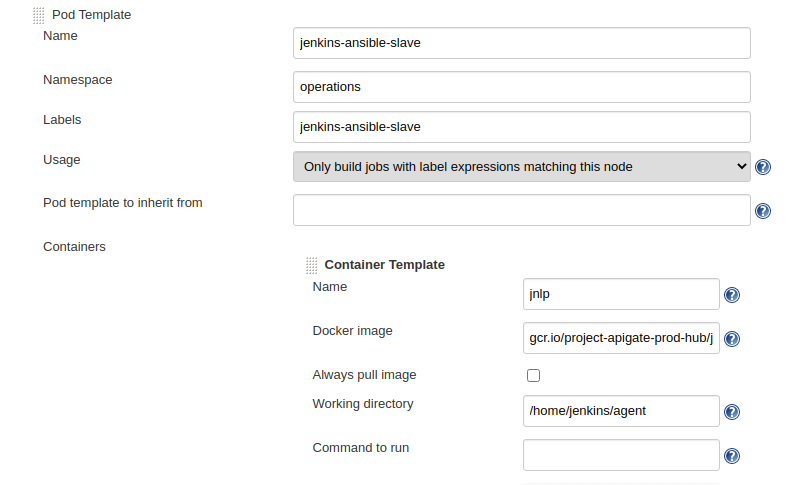 Pod Template
Name
jenkins-ansible-slave
Namespace
operations
Labels
jenkins-ansible-slave
Usage
Only build jobs with label expressions matching this node
Pod template to inherit from
Containers
Container Template
Name
jnlp
Docker image
gcr.io/project-apigate-prod-hub/j
Always pull image
Working directory
/home/jenkins/agent
Command to run